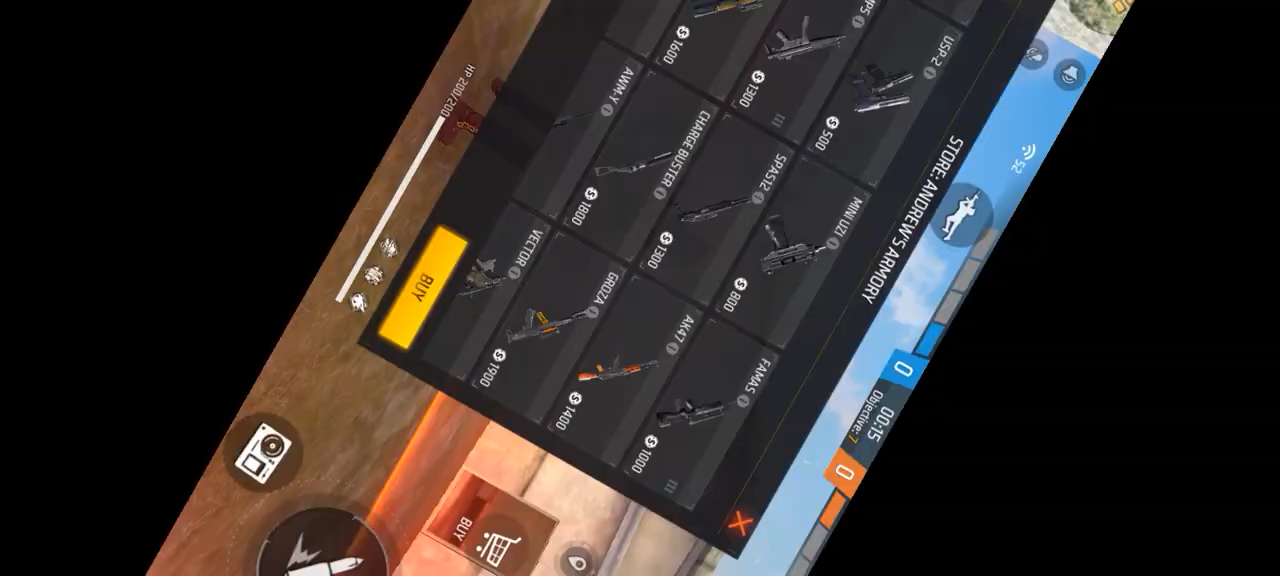 52
STORE: ANDREW'S ARMORY
0
00:15
Objective: 7
0
USP-2
500
MINI UZI
800
FAMAS
1000
1300
SPAS12
1300
AK47
1400
1600
CHARGE BUSTER
1800
GROZA
1900
AWM-Y
VECTOR
BUY
HP 200/200
BUY